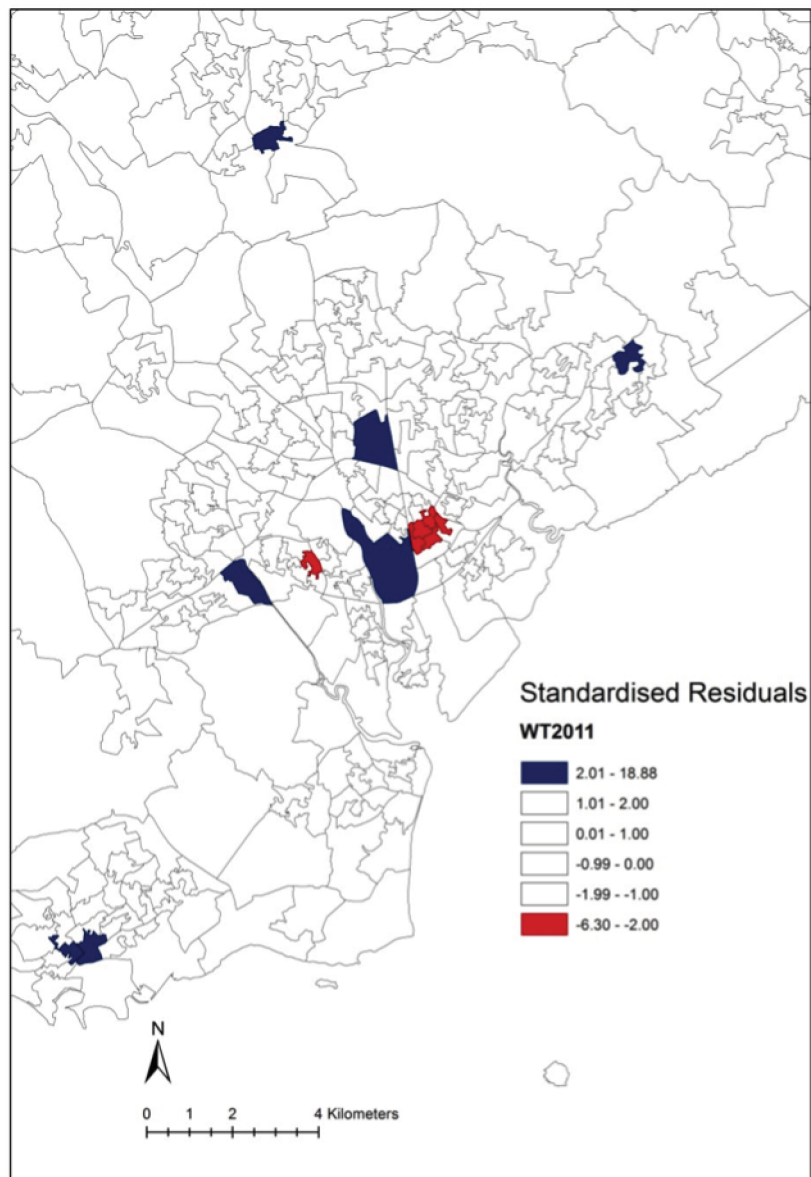 Standardised Residuals
WT2011
2.01 - 18.88
1.01 - 2.00
0.01 - 1.00
-0.99 - 0.00
-1.99 - -1.00
-6.30 - -2.00
N
0 1 2 4 Kilometers